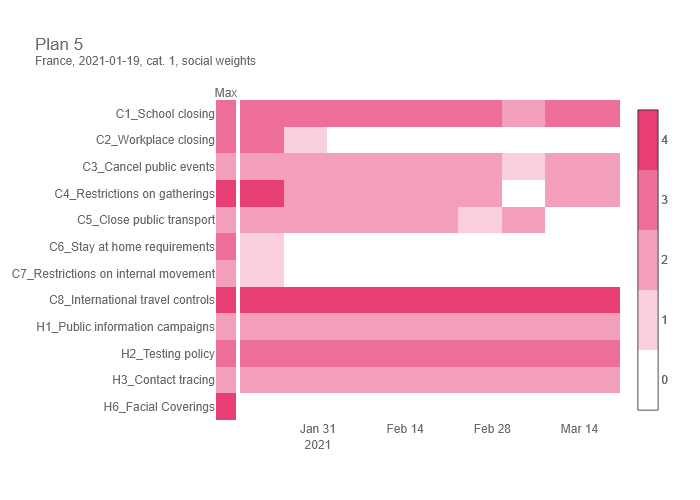 Plan 5
France, 2021-01-19, cat. 1, social weights
Max
C1_School closing
C2_Workplace closing
C3_Cancel public events
C4_Restrictions on gatherings
C5_Close public transport
C6_Stay at home requirements
C7_Restrictions on internal movement
C8_International travel controls
H1_Public information campaigns
H2_Testing policy
H3_Contact tracing
H6_Facial Coverings
Jan 31
2021
Feb 14
Feb 28
Mar 14
4
3
2
1
0